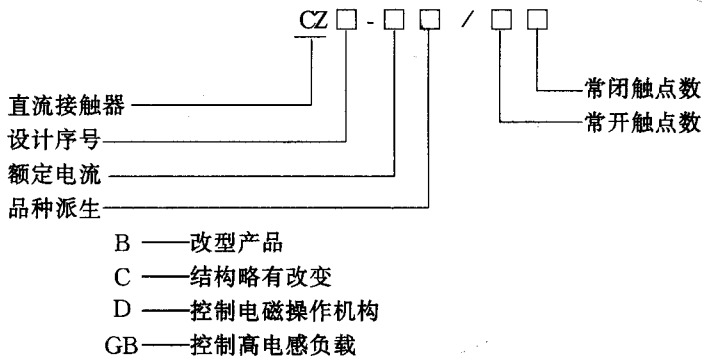 CZ□-□□/□□
常闭触点数
直流接触器
常开触点数
设计序号
额定电流
品种派生
B——改型产品
C——结构略有改变
D——控制电磁操作机构
GB——控制高电感负载